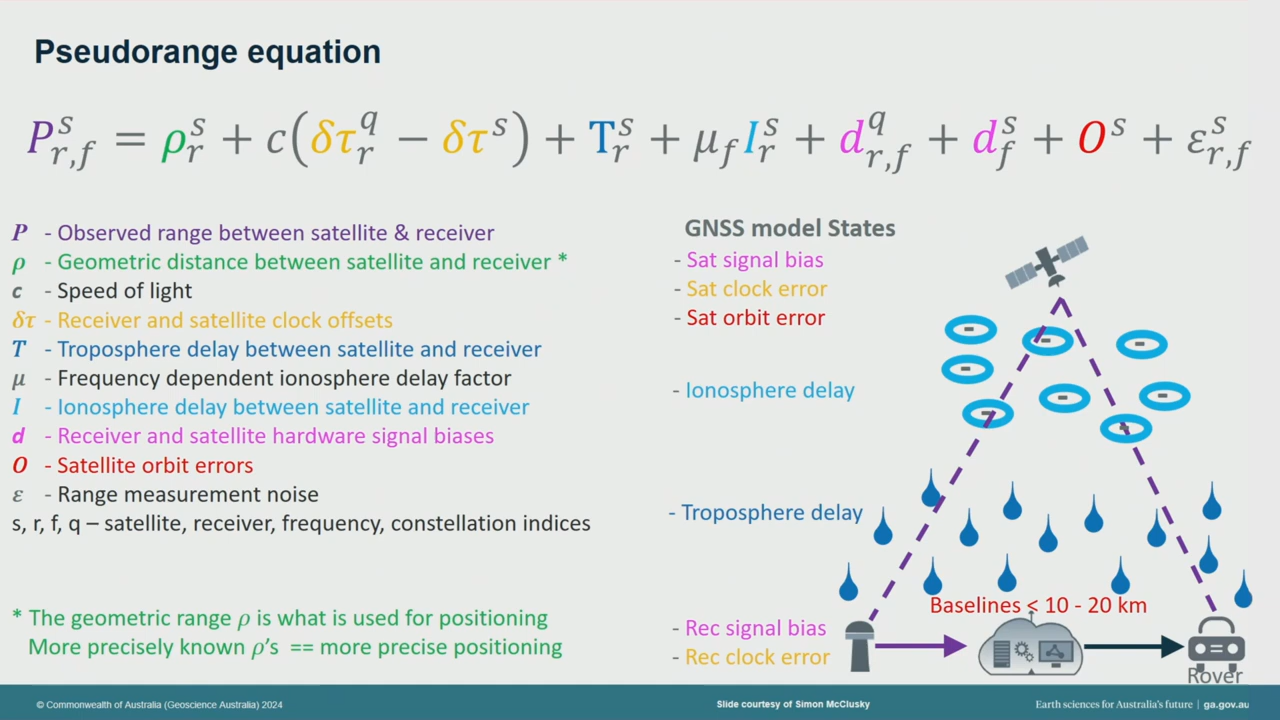 Pseudorange equation
P^s_{r,f} = ρ^s_r + c(δτ^q_r − δτ^s) + T^s_r + μ_f I^s_r + d^q_{r,f} + d^s_f + O^s + ε^s_{r,f}
P - Observed range between satellite & receiver
ρ - Geometric distance between satellite and receiver *
c - Speed of light
δτ - Receiver and satellite clock offsets
T - Troposphere delay between satellite and receiver
μ - Frequency dependent ionosphere delay factor
I - Ionosphere delay between satellite and receiver
d - Receiver and satellite hardware signal biases
O - Satellite orbit errors
ε - Range measurement noise
s, r, f, q – satellite, receiver, frequency, constellation indices
* The geometric range ρ is what is used for positioning
More precisely known ρ's == more precise positioning
GNSS model States
- Sat signal bias
- Sat clock error
- Sat orbit error
- Ionosphere delay
- Troposphere delay
Baselines < 10 - 20 km
- Rec signal bias
- Rec clock error
Rover
© Commonwealth of Australia (Geoscience Australia) 2024
Slide courtesy of Simon McClusky
Earth sciences for Australia's future | ga.gov.au